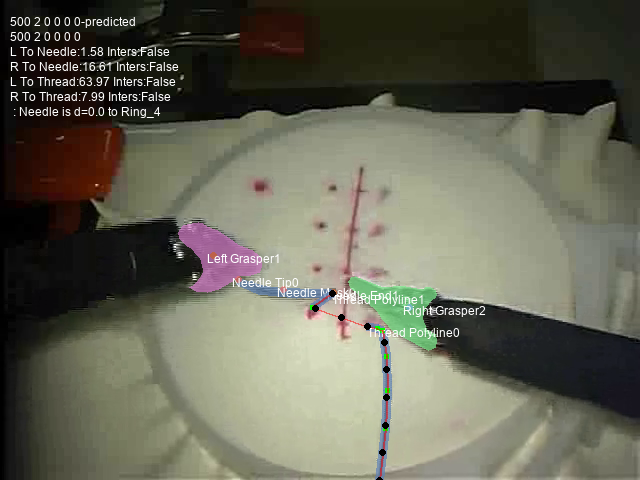 500 2 0 0 0 0-predicted
500 2 0 0 0 0
L To Needle:1.58 Inters:False
R To Needle:16.61 Inters:False
L To Thread:63.97 Inters:False
R To Thread:7.99 Inters:False
: Needle is d=0.0 to Ring_4
Left Grasper1
Needle Tip0
Needle
Thread Polyline1
Right Grasper2
Thread Polyline0